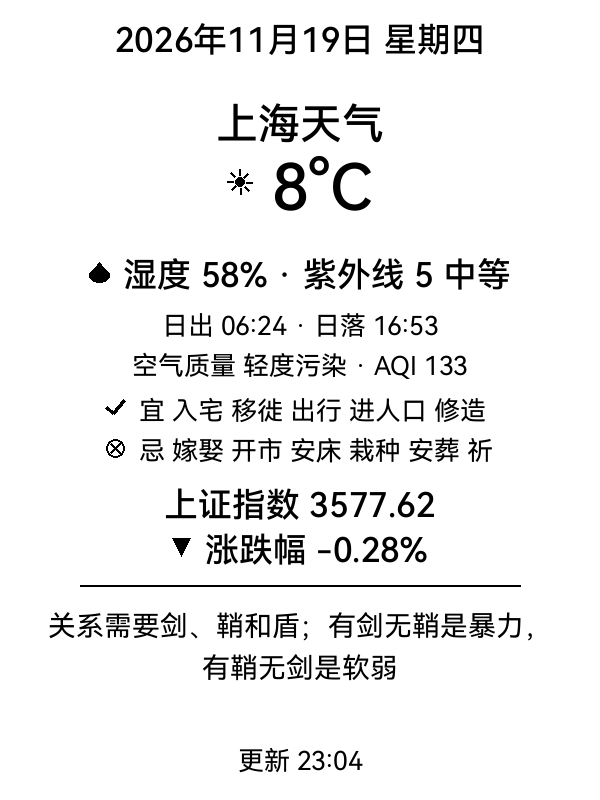 2026年11月19日 星期四
上海天气
8°C
湿度 58% · 紫外线 5 中等
日出 06:24 · 日落 16:53
空气质量 轻度污染 · AQI 133
宜 入宅 移徙 出行 进人口 修造
忌 嫁娶 开市 安床 栽种 安葬 祈
上证指数 3577.62
▼ 涨跌幅 -0.28%
关系需要剑、鞘和盾；有剑无鞘是暴力，
有鞘无剑是软弱
更新 23:04